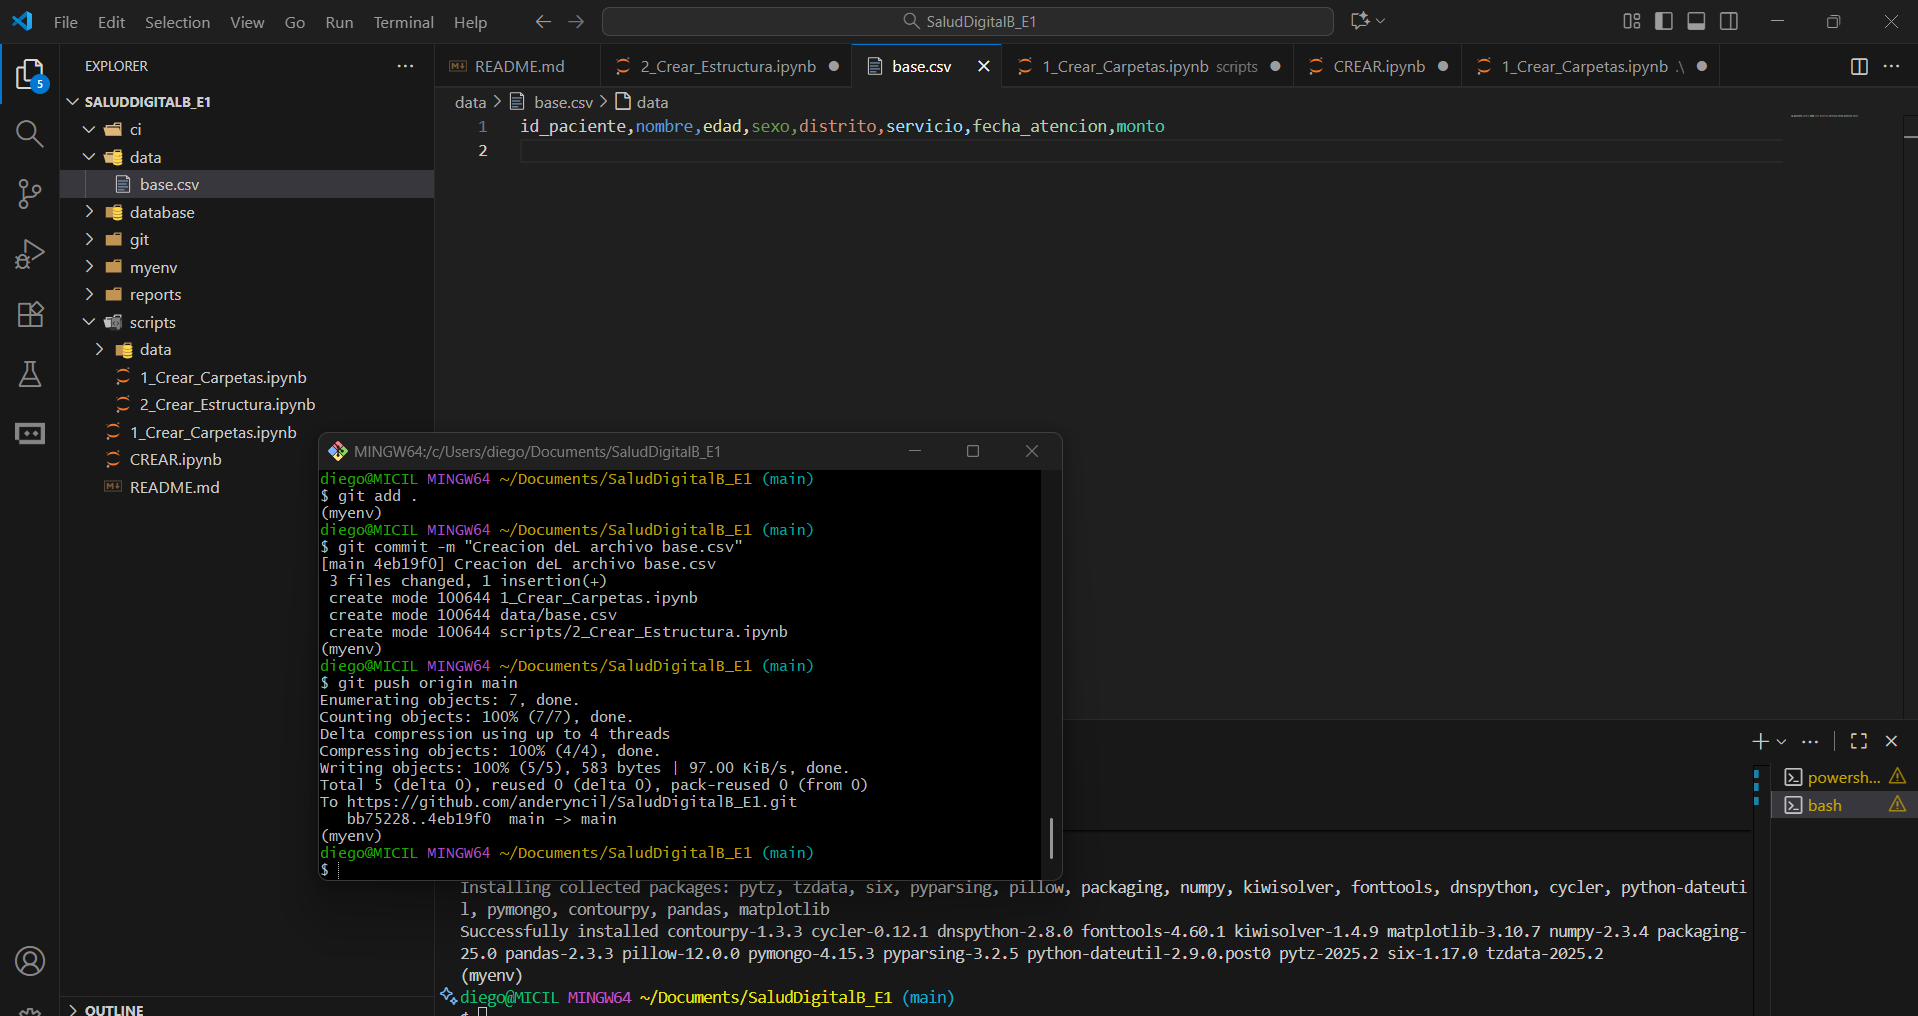 File Edit Selection View Go Run Terminal Help
SaludDigitalB_E1
EXPLORER
5
SALUDDIGITALB_E1
ci
data
base.csv
database
git
myenv
reports
scripts
data
1_Crear_Carpetas.ipynb
2_Crear_Estructura.ipynb
1_Crear_Carpetas.ipynb
CREAR.ipynb
README.md
OUTLINE
README.md 2_Crear_Estructura.ipynb base.csv 1_Crear_Carpetas.ipynb scripts CREAR.ipynb 1_Crear_Carpetas.ipynb .\
data > base.csv > data
1 id_paciente,nombre,edad,sexo,distrito,servicio,fecha_atencion,monto
2
MINGW64:/c/Users/diego/Documents/SaludDigitalB_E1
diego@MICIL MINGW64 ~/Documents/SaludDigitalB_E1 (main)
$ git add .
(myenv)
diego@MICIL MINGW64 ~/Documents/SaludDigitalB_E1 (main)
$ git commit -m "Creacion deL archivo base.csv"
[main 4eb19f0] Creacion deL archivo base.csv
3 files changed, 1 insertion(+)
create mode 100644 1_Crear_Carpetas.ipynb
create mode 100644 data/base.csv
create mode 100644 scripts/2_Crear_Estructura.ipynb
(myenv)
diego@MICIL MINGW64 ~/Documents/SaludDigitalB_E1 (main)
$ git push origin main
Enumerating objects: 7, done.
Counting objects: 100% (7/7), done.
Delta compression using up to 4 threads
Compressing objects: 100% (4/4), done.
Writing objects: 100% (5/5), 583 bytes | 97.00 KiB/s, done.
Total 5 (delta 0), reused 0 (delta 0), pack-reused 0 (from 0)
To https://github.com/anderyncil/SaludDigitalB_E1.git
bb75228..4eb19f0 main -> main
(myenv)
diego@MICIL MINGW64 ~/Documents/SaludDigitalB_E1 (main)
$
powersh...
bash
Installing collected packages: pytz, tzdata, six, pyparsing, pillow, packaging, numpy, kiwisolver, fonttools, dnspython, cycler, python-dateuti
l, pymongo, contourpy, pandas, matplotlib
Successfully installed contourpy-1.3.3 cycler-0.12.1 dnspython-2.8.0 fonttools-4.60.1 kiwisolver-1.4.9 matplotlib-3.10.7 numpy-2.3.4 packaging-
25.0 pandas-2.3.3 pillow-12.0.0 pymongo-4.15.3 pyparsing-3.2.5 python-dateutil-2.9.0.post0 pytz-2025.2 six-1.17.0 tzdata-2025.2
(myenv)
diego@MICIL MINGW64 ~/Documents/SaludDigitalB_E1 (main)